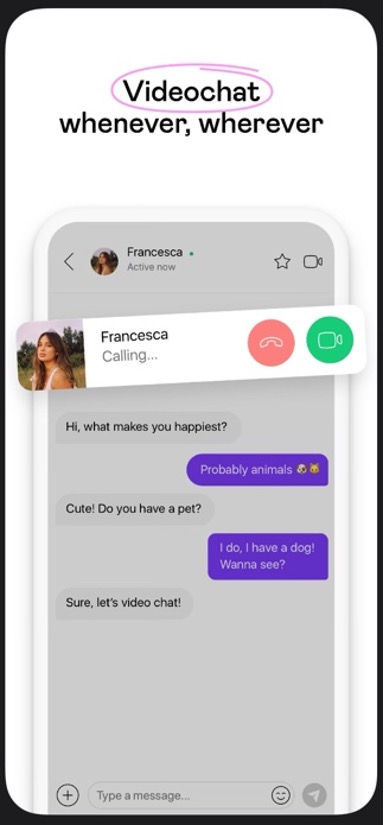 Videochat
whenever, wherever
Francesca
Active now
Francesca
Calling...
Hi, what makes you happiest?
Probably animals 🐶🐱
Cute! Do you have a pet?
I do, I have a dog!
Wanna see?
Sure, let's video chat!
Type a message...